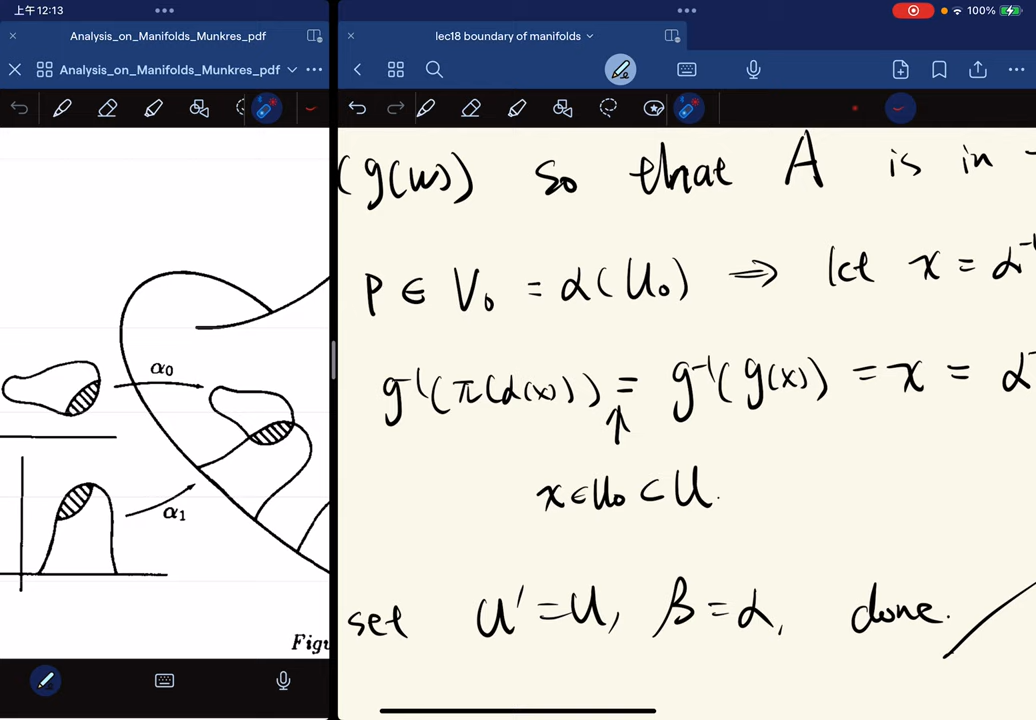 上午12:13
100%
Analysis_on_Manifolds_Munkres_pdf
lec18 boundary of manifolds
Analysis_on_Manifolds_Munkres_pdf
(g(w)) so that A is in
p ∈ V₀ = α(U₀) ⇒ let x = α⁻
g⁻¹(π(α(x))) = g⁻¹(g(x)) = x = α⁻
↑
x ∈ U₀ ⊂ U.
set U' = U, β = α, done.
α₀
α₁
Figu